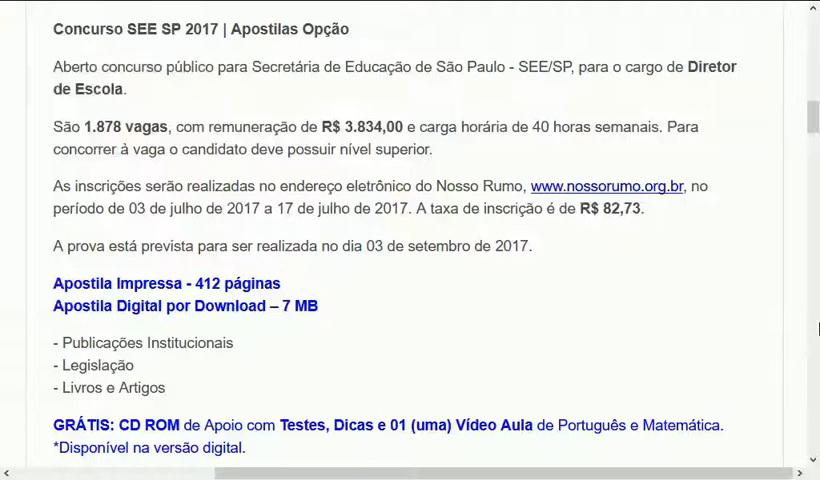 Concurso SEE SP 2017 | Apostilas Opção
Aberto concurso público para Secretária de Educação de São Paulo - SEE/SP, para o cargo de Diretor
de Escola.
São 1.878 vagas, com remuneração de R$ 3.834,00 e carga horária de 40 horas semanais. Para
concorrer à vaga o candidato deve possuir nível superior.
As inscrições serão realizadas no endereço eletrônico do Nosso Rumo, www.nossorumo.org.br, no
período de 03 de julho de 2017 a 17 de julho de 2017. A taxa de inscrição é de R$ 82,73.
A prova está prevista para ser realizada no dia 03 de setembro de 2017.
Apostila Impressa - 412 páginas
Apostila Digital por Download – 7 MB
- Publicações Institucionais
- Legislação
- Livros e Artigos
GRÁTIS: CD ROM de Apoio com Testes, Dicas e 01 (uma) Vídeo Aula de Português e Matemática.
*Disponível na versão digital.